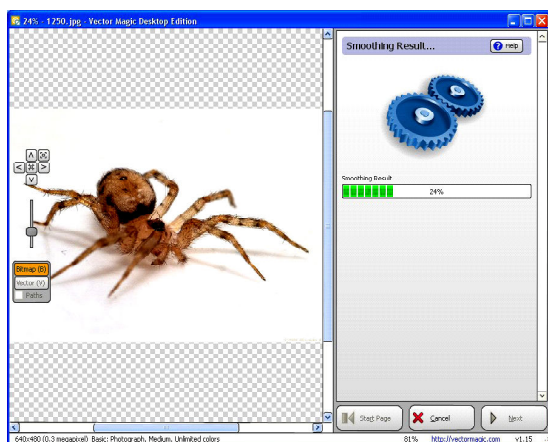 24% - 1250.jpg - Vector Magic Desktop Edition
Smoothing Result...
Help
Smoothing Result
24%
Bitmap (B)
Vector (V)
Paths
Start Page
Cancel
Next
640x480 (0.3 megapixel) Basic: Photograph, Medium, Unlimited colors
81%
http://vectormagic.com
v1.15